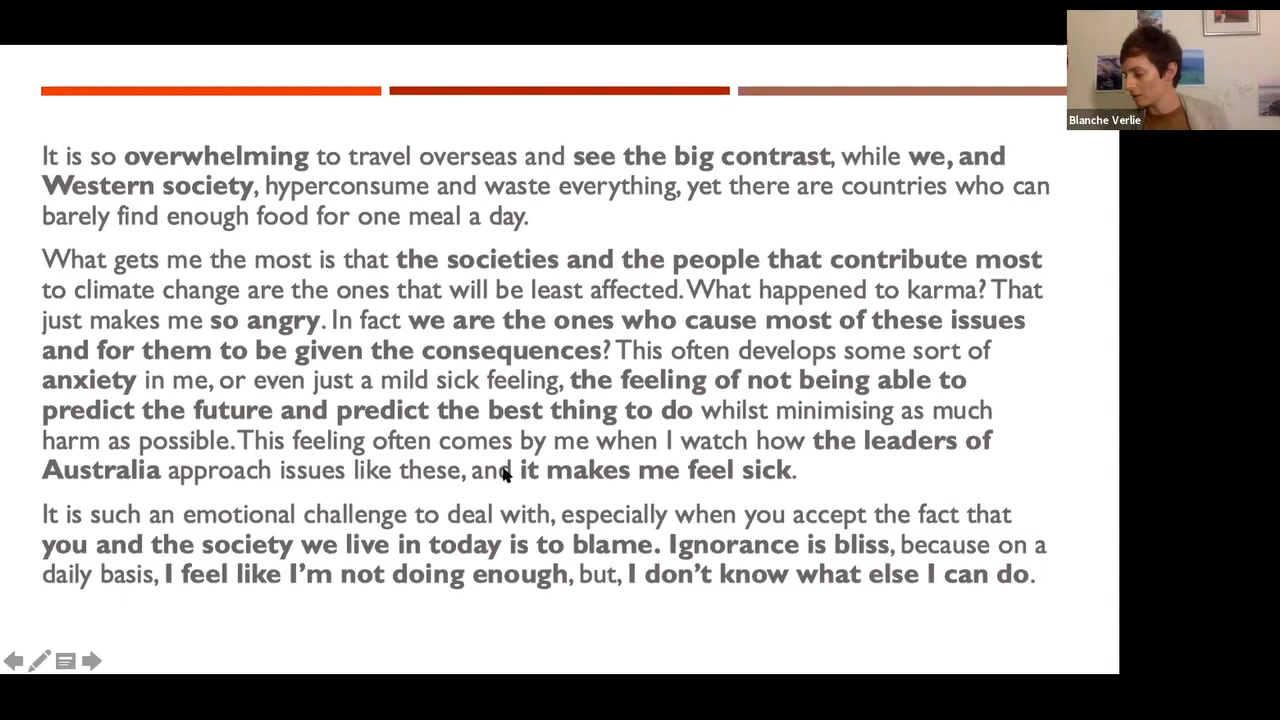 Blanche Verlie
It is so overwhelming to travel overseas and see the big contrast, while we, and
Western society, hyperconsume and waste everything, yet there are countries who can
barely find enough food for one meal a day.
What gets me the most is that the societies and the people that contribute most
to climate change are the ones that will be least affected. What happened to karma? That
just makes me so angry. In fact we are the ones who cause most of these issues
and for them to be given the consequences? This often develops some sort of
anxiety in me, or even just a mild sick feeling, the feeling of not being able to
predict the future and predict the best thing to do whilst minimising as much
harm as possible. This feeling often comes by me when I watch how the leaders of
Australia approach issues like these, and it makes me feel sick.
It is such an emotional challenge to deal with, especially when you accept the fact that
you and the society we live in today is to blame. Ignorance is bliss, because on a
daily basis, I feel like I'm not doing enough, but, I don't know what else I can do.